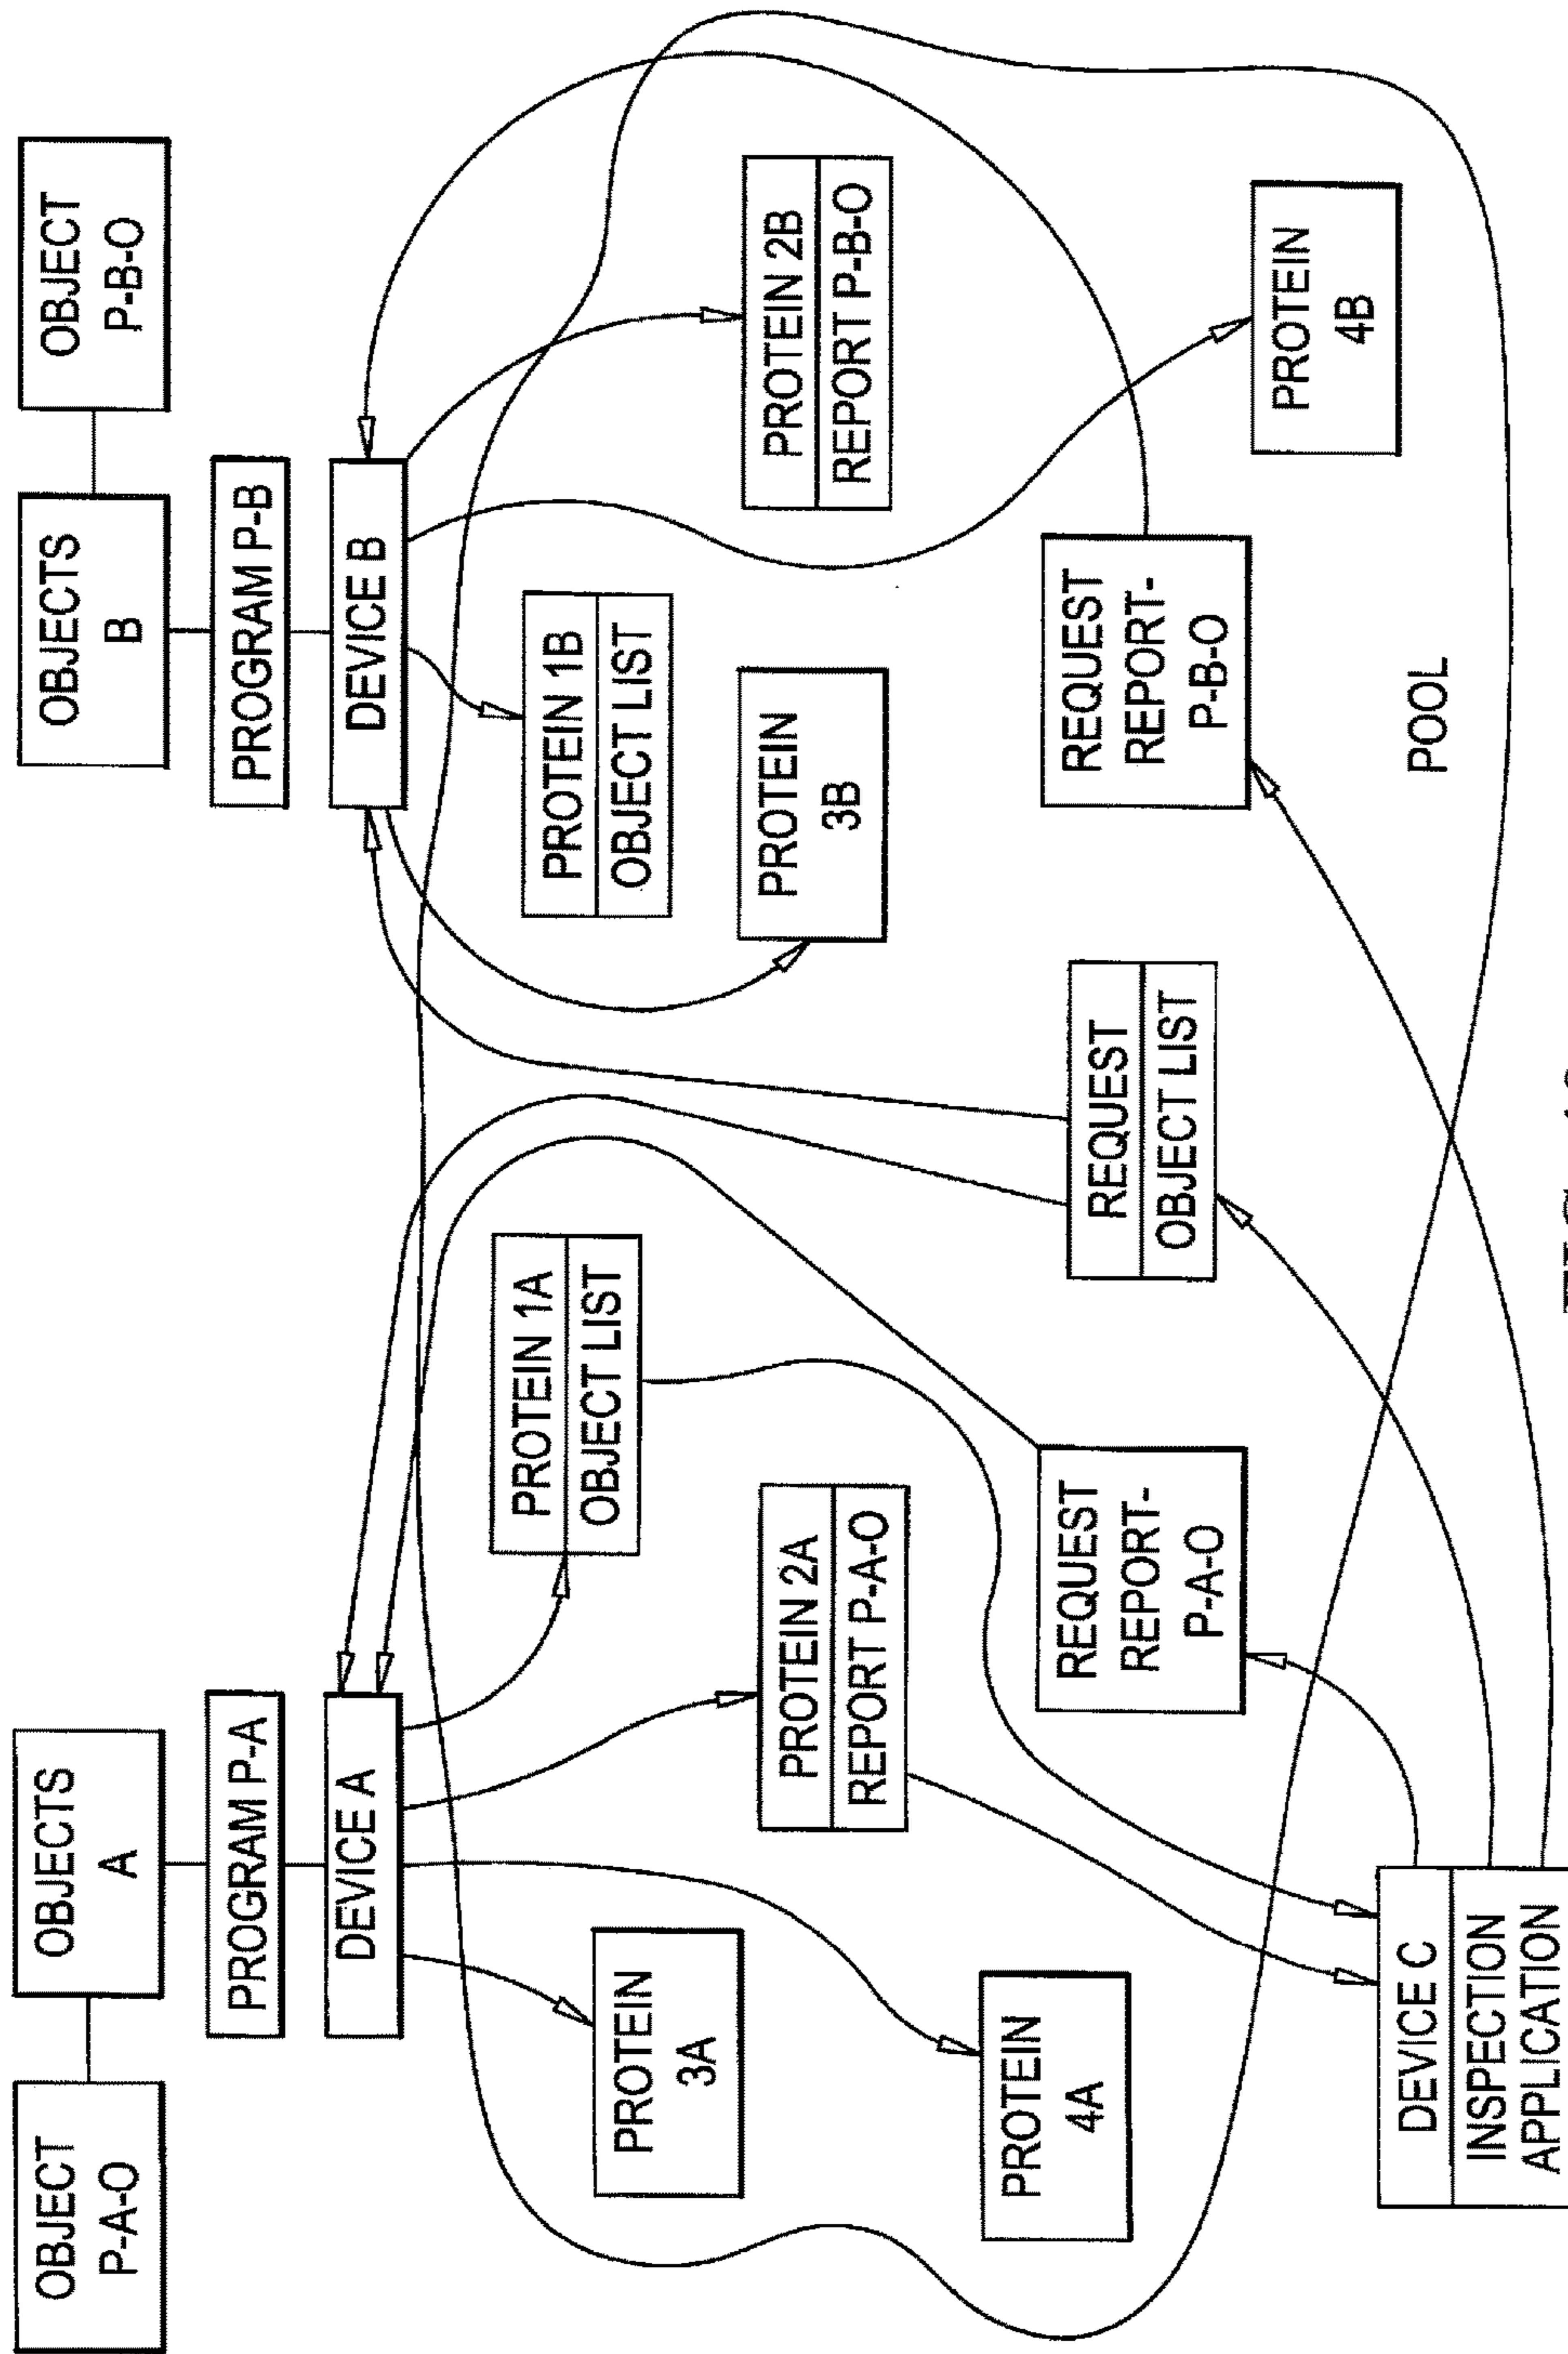 OBJECT
P-A-O
OBJECTS
A
OBJECTS
B
OBJECT
P-B-O
PROGRAM P-A
PROGRAM P-B
DEVICE A
DEVICE B
PROTEIN 1A
OBJECT LIST
PROTEIN 1B
OBJECT LIST
PROTEIN
3A
PROTEIN 2A
REPORT P-A-O
PROTEIN
3B
PROTEIN 2B
REPORT P-B-O
PROTEIN
4A
REQUEST
REPORT-
P-A-O
REQUEST
OBJECT LIST
REQUEST
REPORT-
P-B-O
PROTEIN
4B
POOL
DEVICE C
INSPECTION
APPLICATION